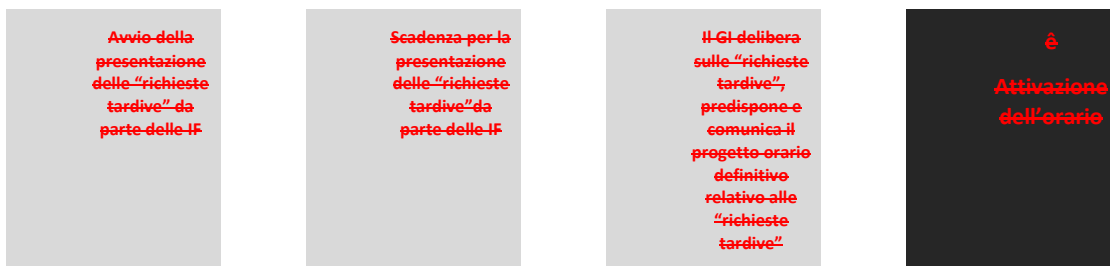 Avvio della
presentazione
delle “richieste
tardive” da
parte delle IF
Scadenza per la
presentazione
delle “richieste
tardive”da
parte delle IF
Il GI delibera
sulle “richieste
tardive”,
predispone e
comunica il
progetto orario
definitivo
relativo alle
“richieste
tardive”
ê
Attivazione
dell’orario